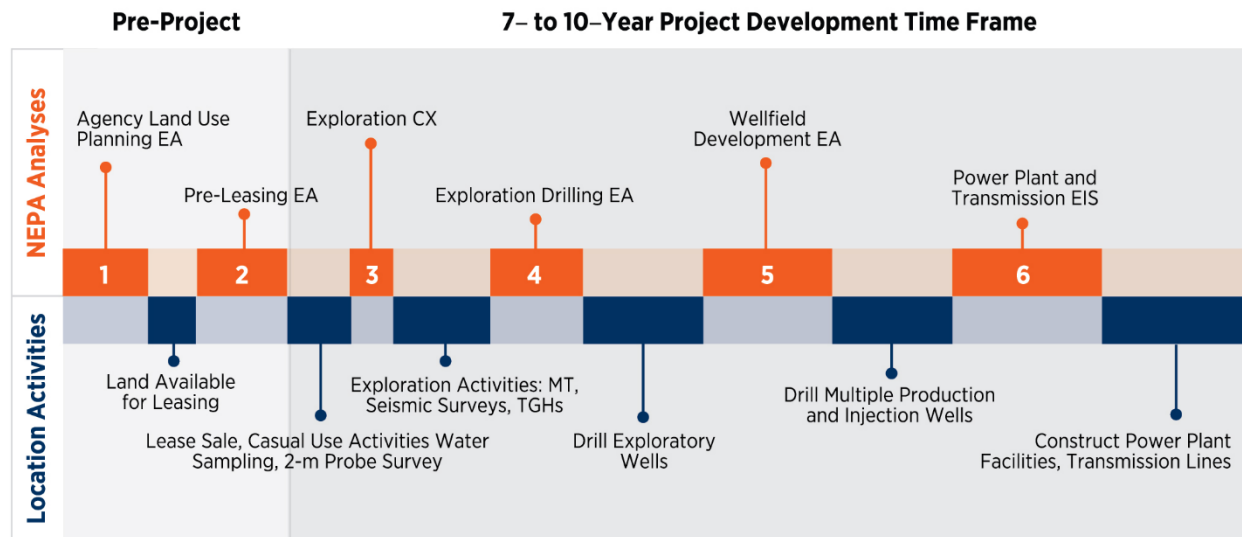 Pre-Project
7– to 10–Year Project Development Time Frame
NEPA Analyses
Agency Land Use
Planning EA
Pre-Leasing EA
Exploration CX
Exploration Drilling EA
Wellfield
Development EA
Power Plant and
Transmission EIS
1
2
3
4
5
6
Location Activities
Land Available
for Leasing
Lease Sale, Casual Use Activities Water
Sampling, 2-m Probe Survey
Exploration Activities: MT,
Seismic Surveys, TGHs
Drill Exploratory
Wells
Drill Multiple Production
and Injection Wells
Construct Power Plant
Facilities, Transmission Lines